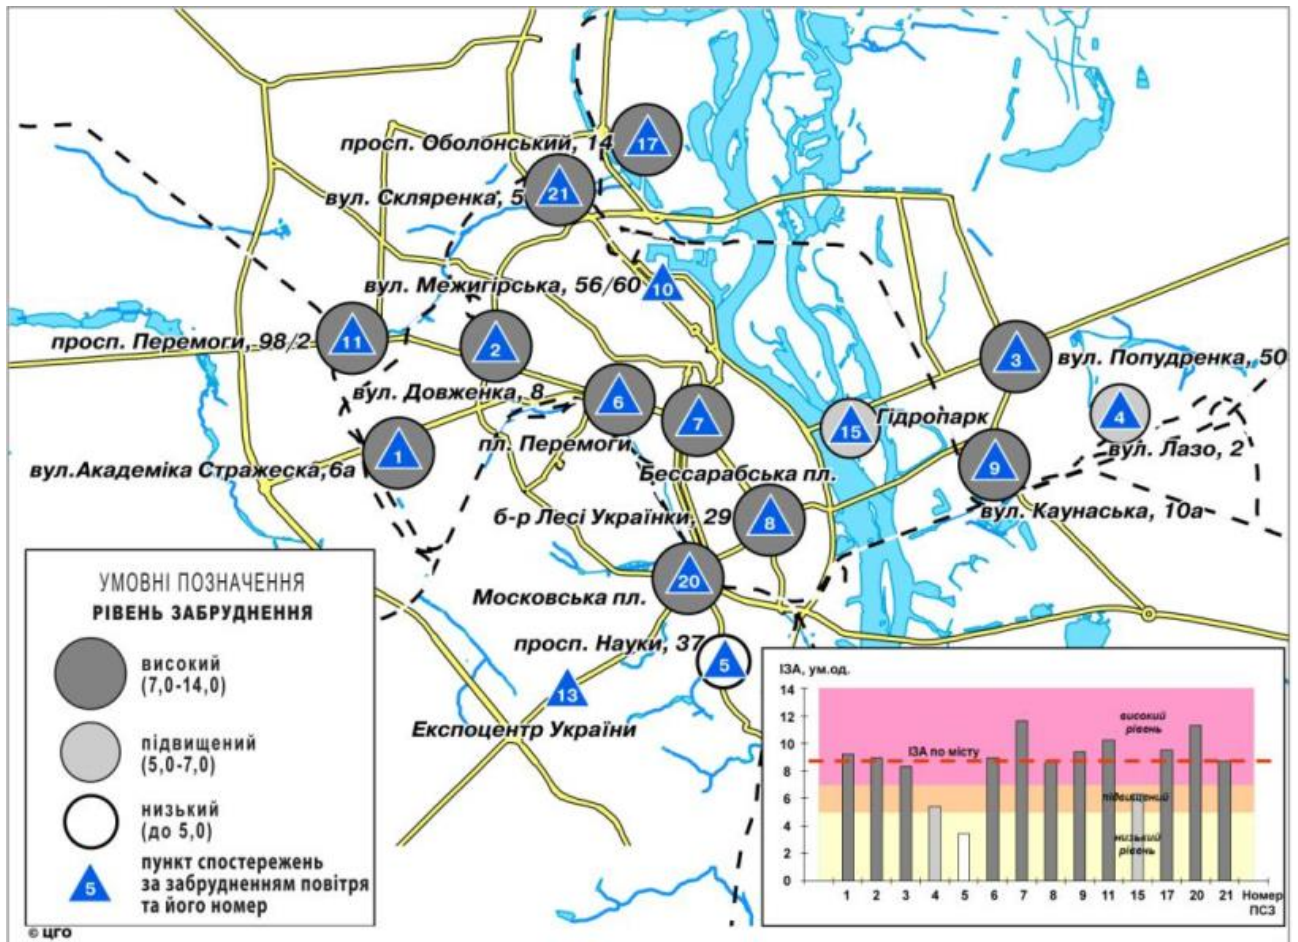 просп. Оболонський, 14
17
вул. Скляренка, 5
21
вул. Межигірська, 56/60
10
просп. Перемоги, 98/2
11
2
вул. Довженка, 8
3
вул. Попудренка, 50
6
пл. Перемоги
7
Бессарабська пл.
15
Гідропарк
4
вул. Лазо, 2
1
вул.Академіка Стражеска,6а
9
вул. Каунаська, 10а
б-р Лесі Українки, 29
8
20
Московська пл.
просп. Науки, 37
5
13
Експоцентр України
УМОВНІ ПОЗНАЧЕННЯ
РІВЕНЬ ЗАБРУДНЕННЯ
високий
(7,0-14,0)
підвищений
(5,0-7,0)
низький
(до 5,0)
5
пункт спостережень
за забрудненням повітря
та його номер
© ЦГО
ІЗА, ум.од.
14
12
10
8
6
4
2
0
високий
рівень
ІЗА по місту
підвищений
низький
рівень
1 2 3 4 5 6 7 8 9 11 15 17 20 21 Номер
ПСЗ